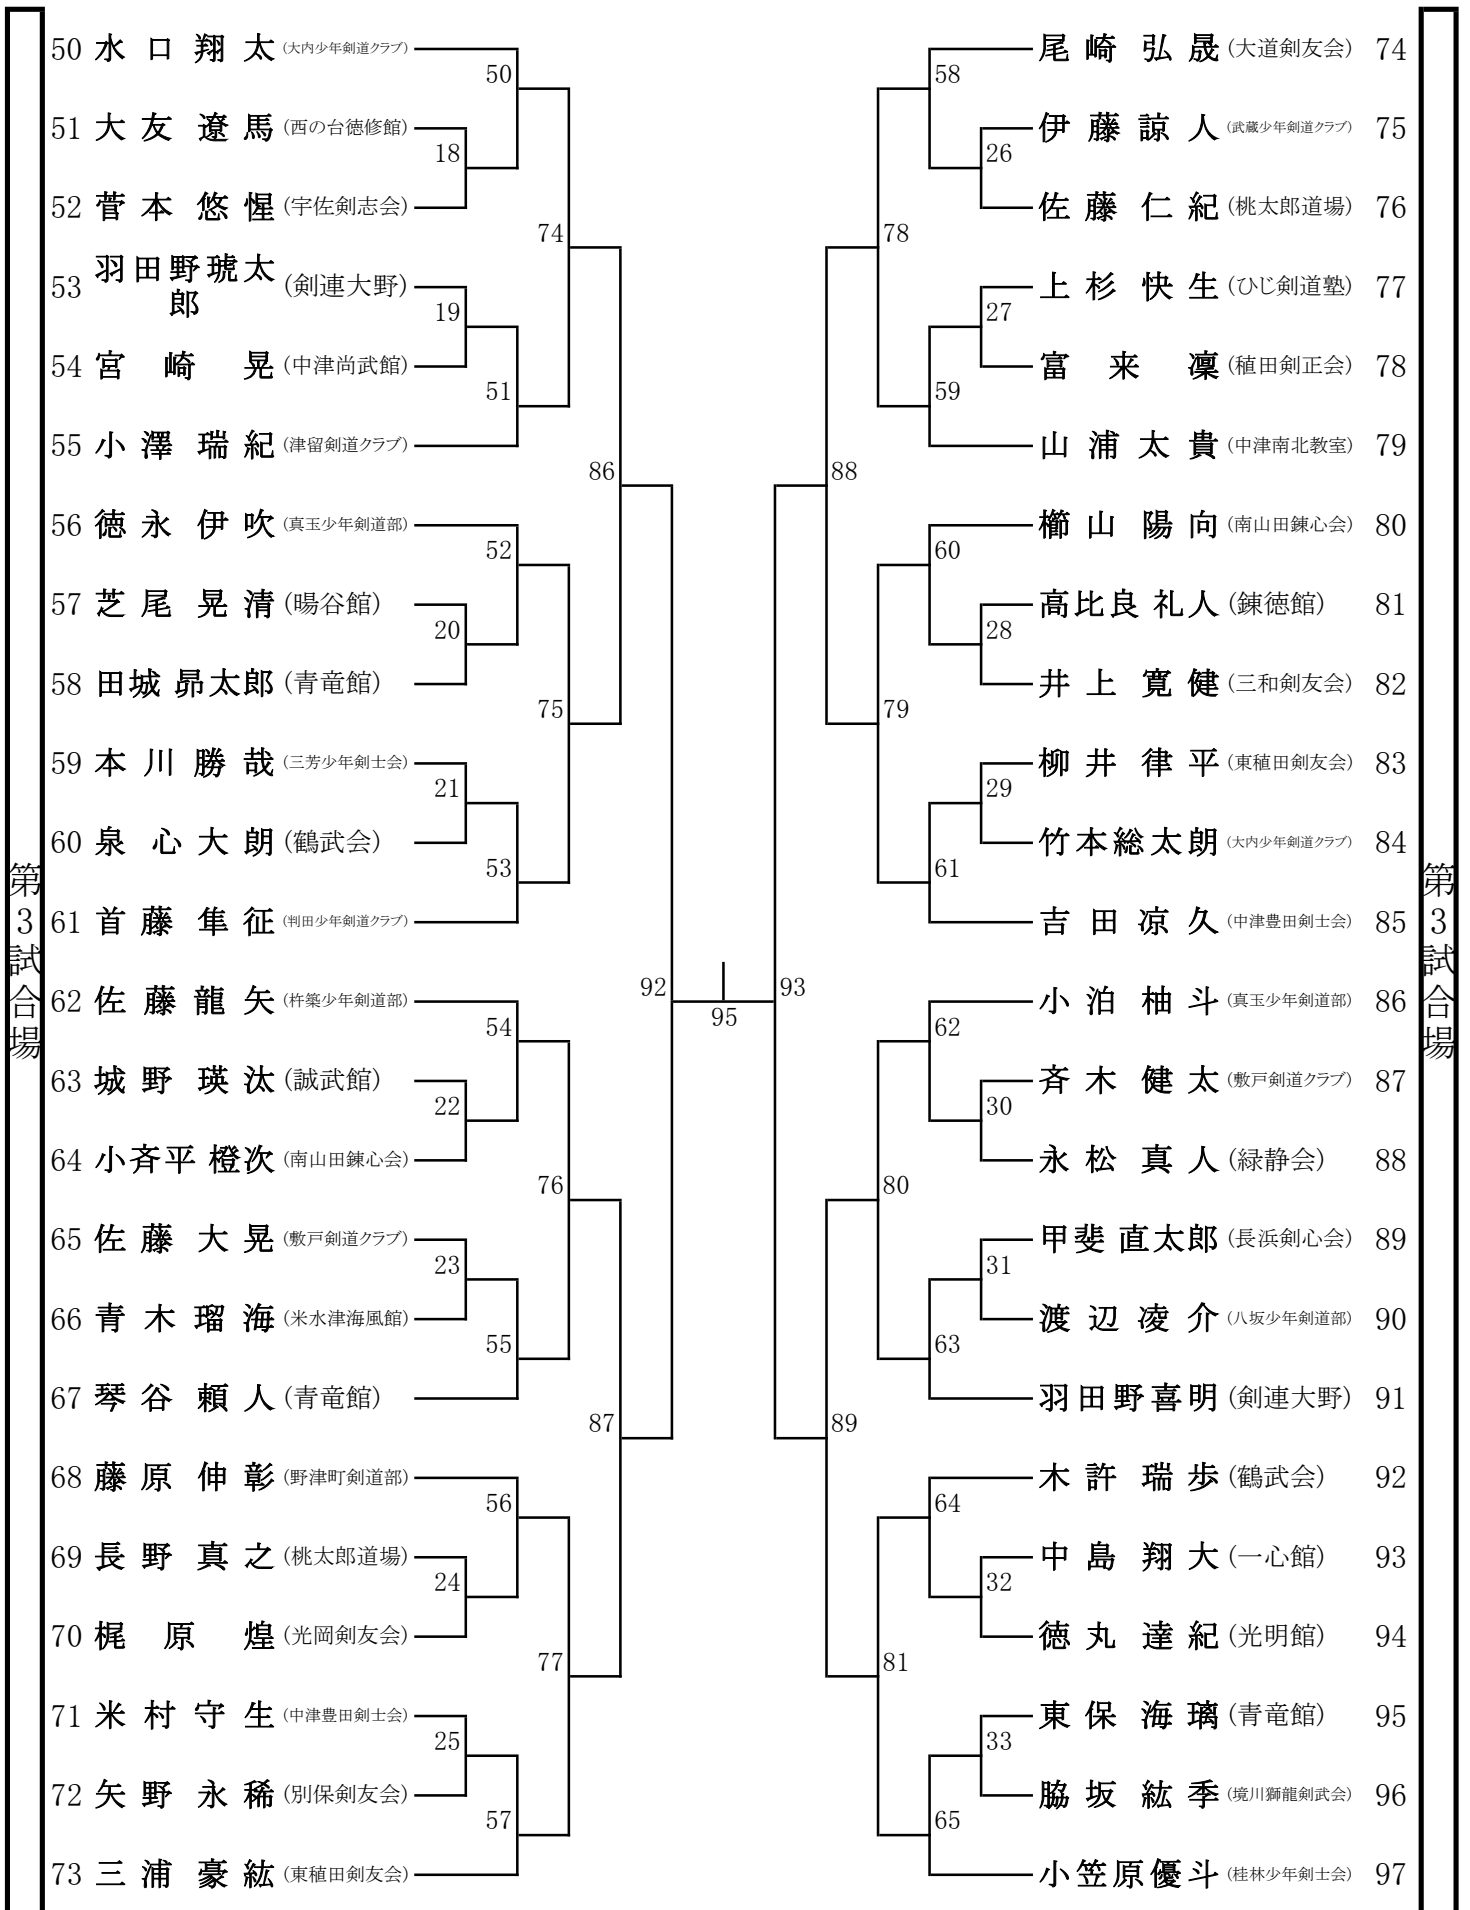 第3試合場
50 水口翔太 (大内少年剣道クラブ)
51 大友遼馬 (西の台徳修館)
52 菅本悠惺 (宇佐剣志会)
53 羽田野琥太郎 (剣連大野)
54 宮崎晃 (中津尚武館)
55 小澤瑞紀 (津留剣道クラブ)
56 徳永伊吹 (真玉少年剣道部)
57 芝尾晃清 (暘谷館)
58 田城昴太郎 (青竜館)
59 本川勝哉 (三芳少年剣士会)
60 泉心大朗 (鶴武会)
61 首藤隼征 (判田少年剣道クラブ)
62 佐藤龍矢 (杵築少年剣道部)
63 城野瑛汰 (誠武館)
64 小斉平橙次 (南山田錬心会)
65 佐藤大晃 (敷戸剣道クラブ)
66 青木瑠海 (米水津海風館)
67 琴谷頼人 (青竜館)
68 藤原伸彰 (野津町剣道部)
69 長野真之 (桃太郎道場)
70 梶原煌 (光岡剣友会)
71 米村守生 (中津豊田剣士会)
72 矢野永稀 (別保剣友会)
73 三浦豪紘 (東稙田剣友会)
18
19
20
21
22
23
24
25
50
51
52
53
54
55
56
57
74
75
76
77
86
87
92
95
93
88
89
78
79
80
81
58
59
60
61
62
63
64
65
26
27
28
29
30
31
32
33
尾崎弘晟 (大道剣友会) 74
伊藤諒人 (武蔵少年剣道クラブ) 75
佐藤仁紀 (桃太郎道場) 76
上杉快生 (ひじ剣道塾) 77
富来凜 (稙田剣正会) 78
山浦太貴 (中津南北教室) 79
櫛山陽向 (南山田錬心会) 80
高比良礼人 (錬徳館) 81
井上寛健 (三和剣友会) 82
柳井律平 (東稙田剣友会) 83
竹本総太朗 (大内少年剣道クラブ) 84
吉田凉久 (中津豊田剣士会) 85
小泊柚斗 (真玉少年剣道部) 86
斉木健太 (敷戸剣道クラブ) 87
永松真人 (緑静会) 88
甲斐直太郎 (長浜剣心会) 89
渡辺凌介 (八坂少年剣道部) 90
羽田野喜明 (剣連大野) 91
木許瑞歩 (鶴武会) 92
中島翔大 (一心館) 93
徳丸達紀 (光明館) 94
東保海璃 (青竜館) 95
脇坂紘季 (境川獅龍剣武会) 96
小笠原優斗 (桂林少年剣士会) 97
第3試合場